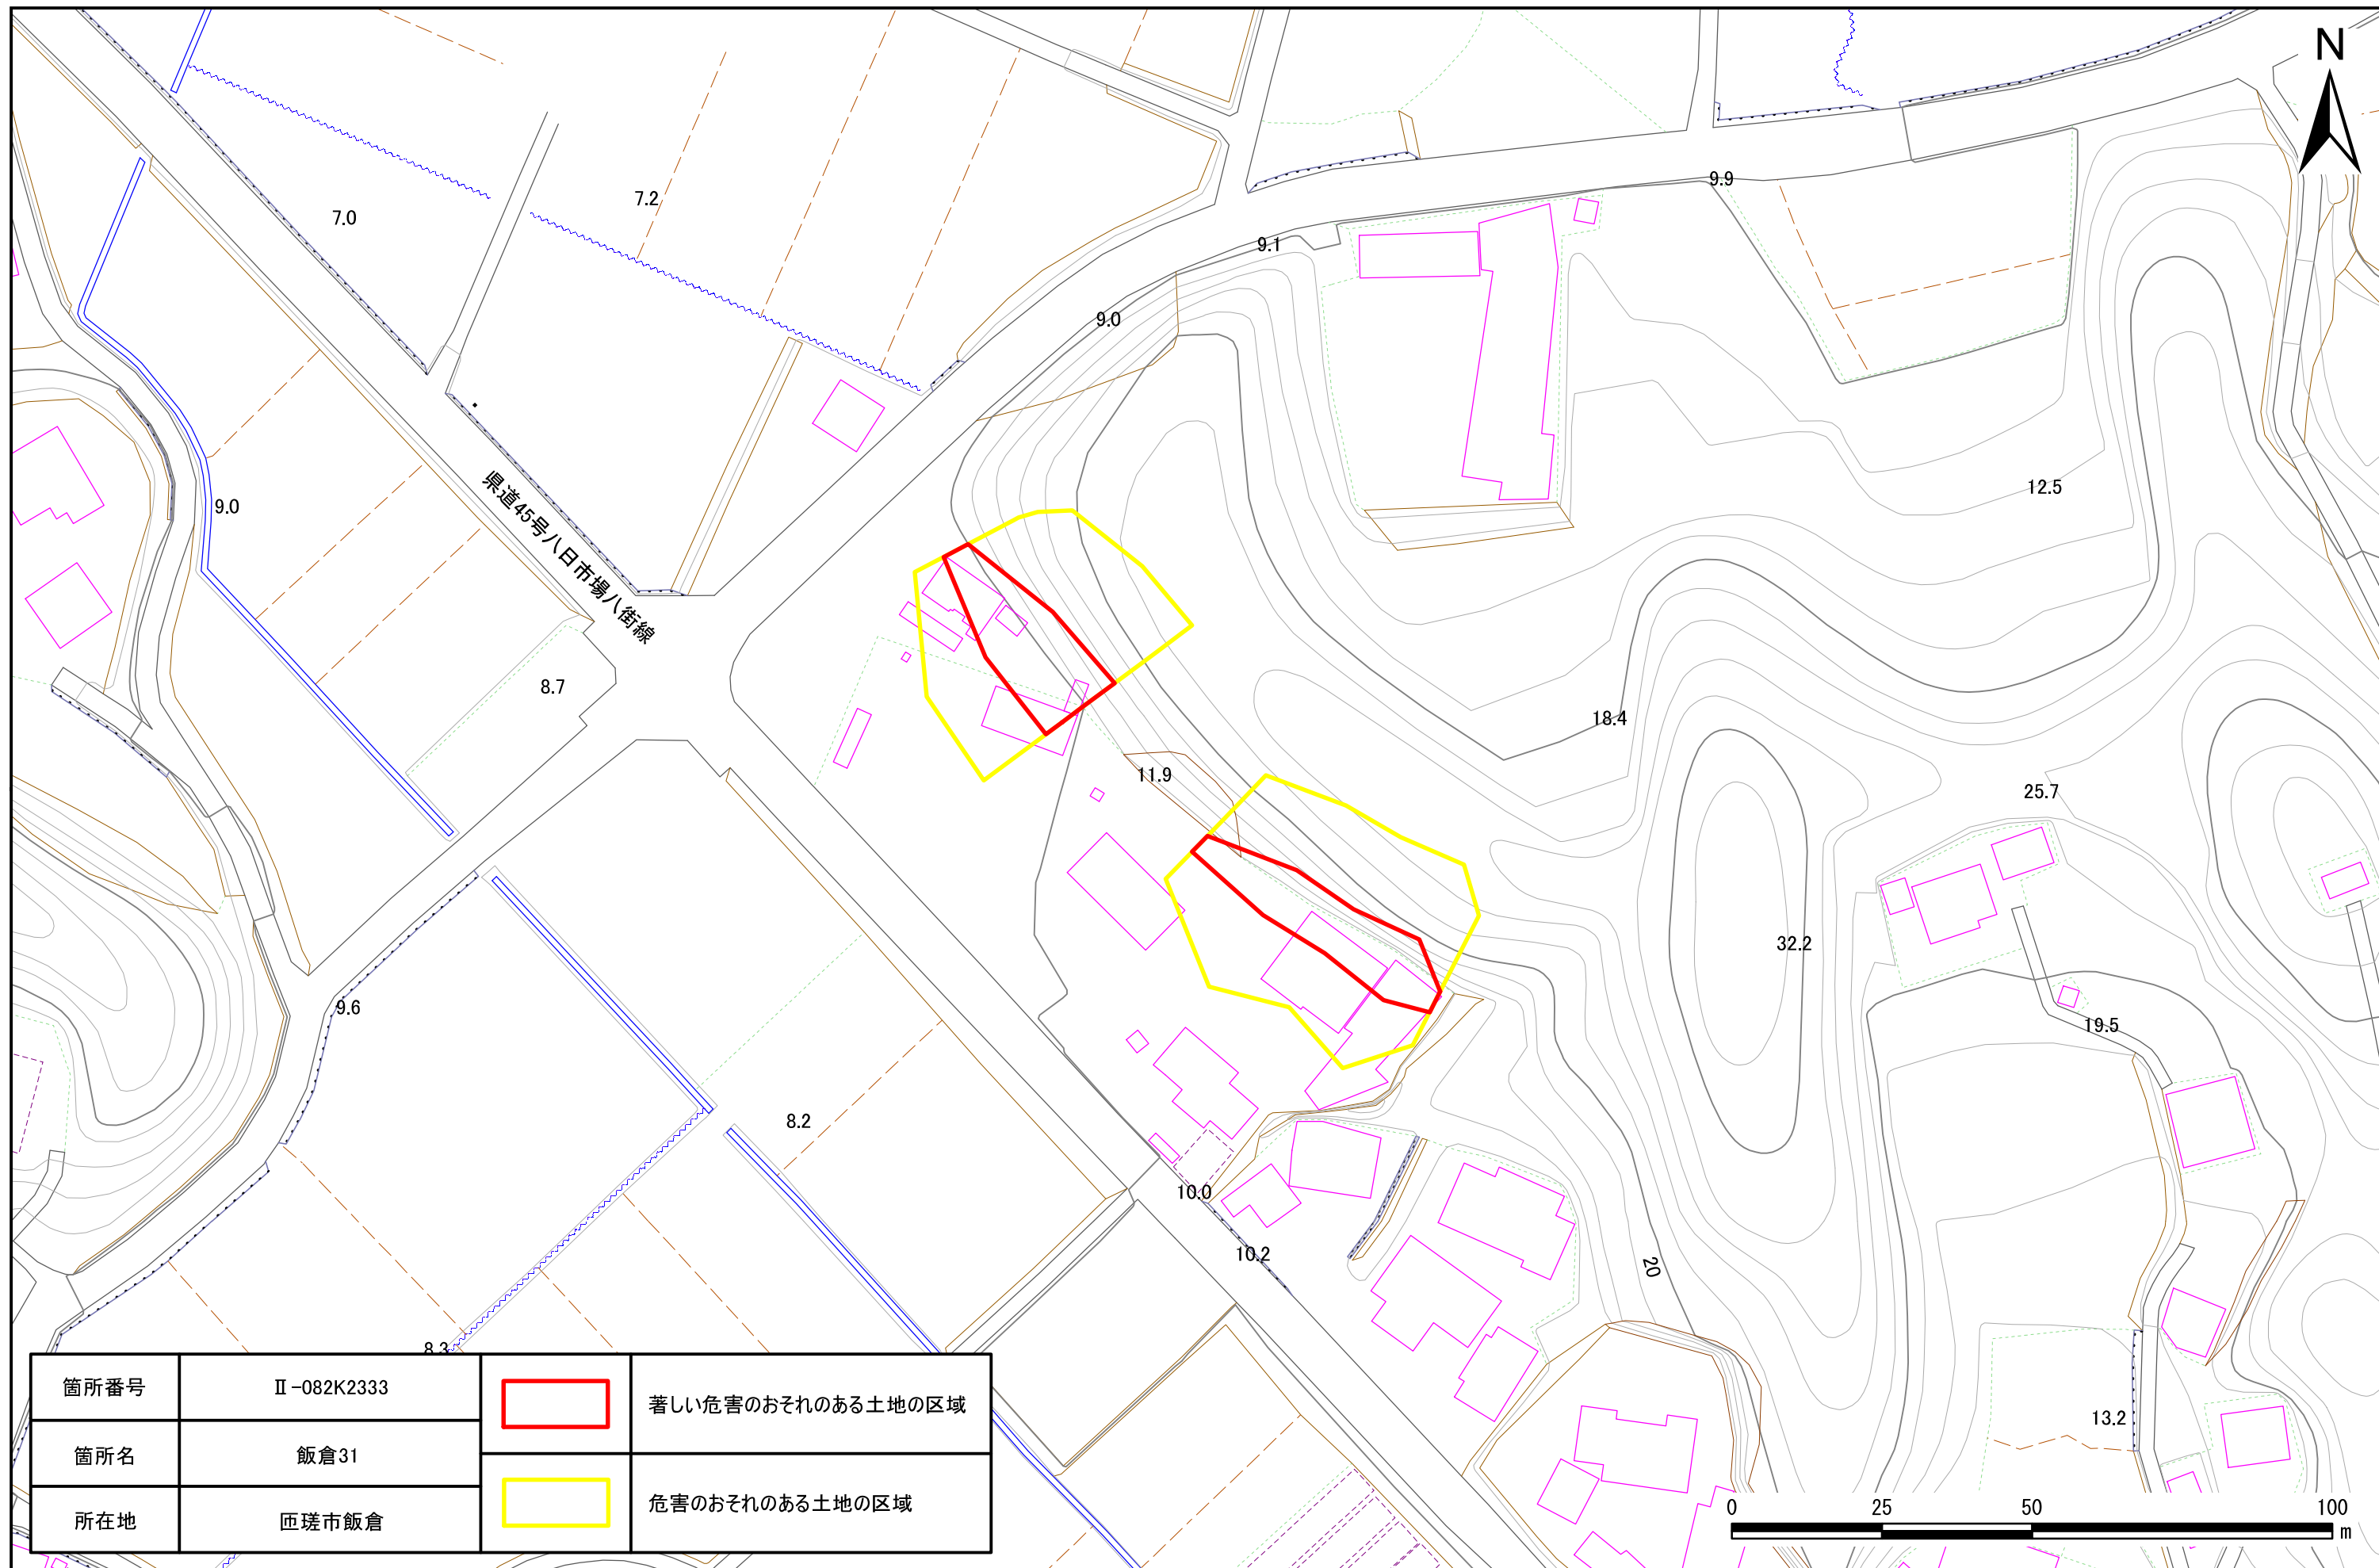 N
7.0
7.2
9.9
9.1
9.0
12.5
9.0
県道45号八日市場八街線
8.7
18.4
11.9
25.7
32.2
9.6
19.5
8.2
10.0
10.2
20
8.3
13.2
箇所番号 Ⅱ-082K2333
箇所名 飯倉31
所在地 匝瑳市飯倉
著しい危害のおそれのある土地の区域
危害のおそれのある土地の区域
0 25 50 100
m